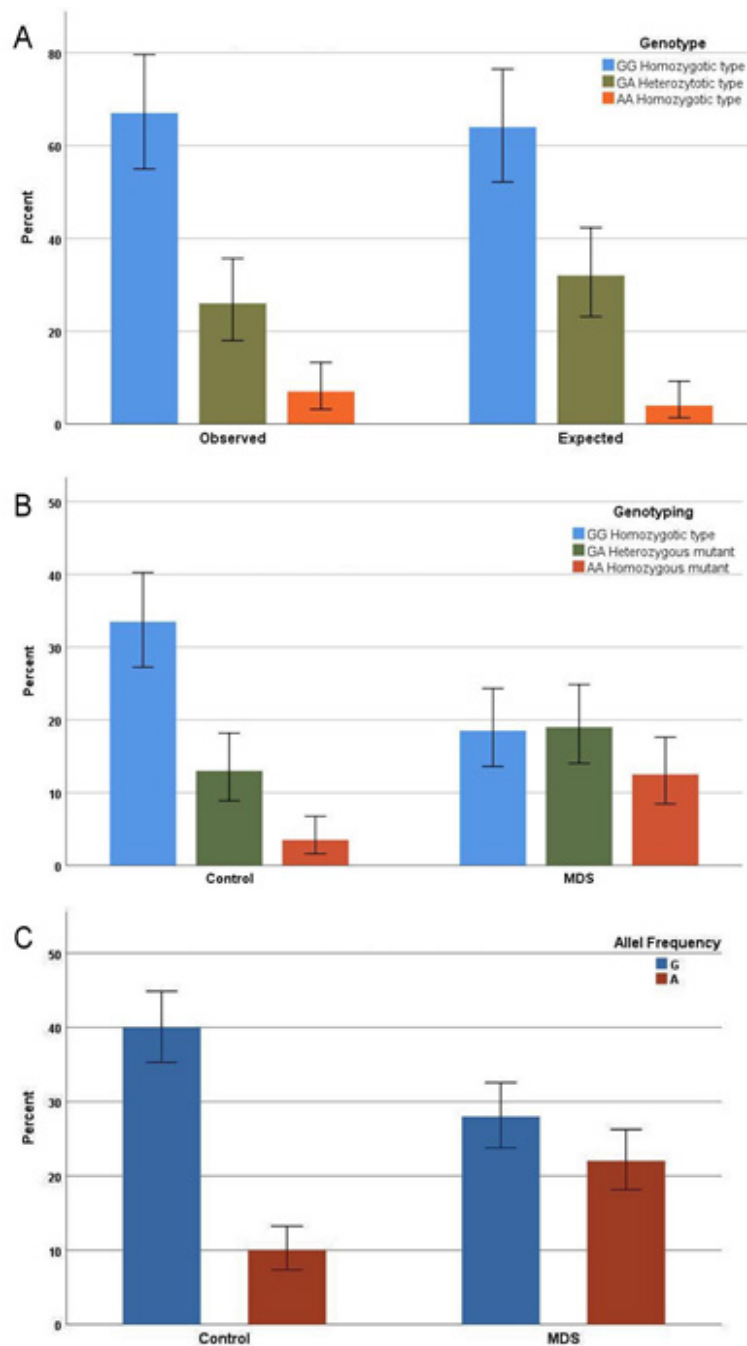 A
Genotype
GG Homozygotic type
GA Heterozytotic type
AA Homozygotic type
80
60
40
20
0
Percent
Observed
Expected
B
Genotyping
GG Homozygotic type
GA Heterozygous mutant
AA Homozygous mutant
50
40
30
20
10
0
Percent
Control
MDS
C
Allel Frequency
G
A
50
40
30
20
10
0
Percent
Control
MDS